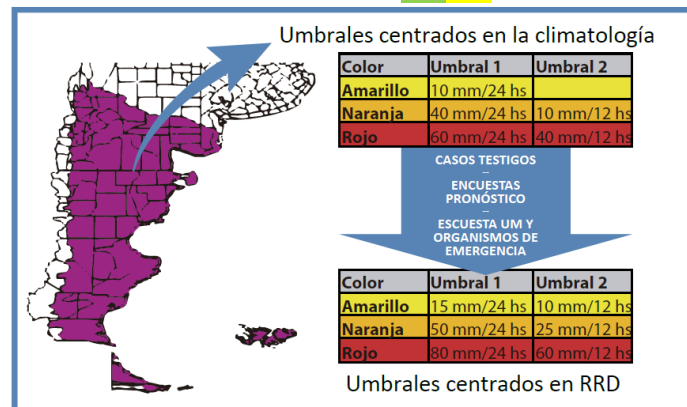 Umbrales centrados en la climatología
Color Umbral 1 Umbral 2
Amarillo 10 mm/24 hs
Naranja 40 mm/24 hs 10 mm/12 hs
Rojo 60 mm/24 hs 40 mm/12 hs
CASOS TESTIGOS
–
ENCUESTAS
PRONÓSTICO
–
ESCUESTA UM Y
ORGANISMOS DE
EMERGENCIA
Color Umbral 1 Umbral 2
Amarillo 15 mm/24 hs 10 mm/12 hs
Naranja 50 mm/24 hs 25 mm/12 hs
Rojo 80 mm/24 hs 60 mm/12 hs
Umbrales centrados en RRD